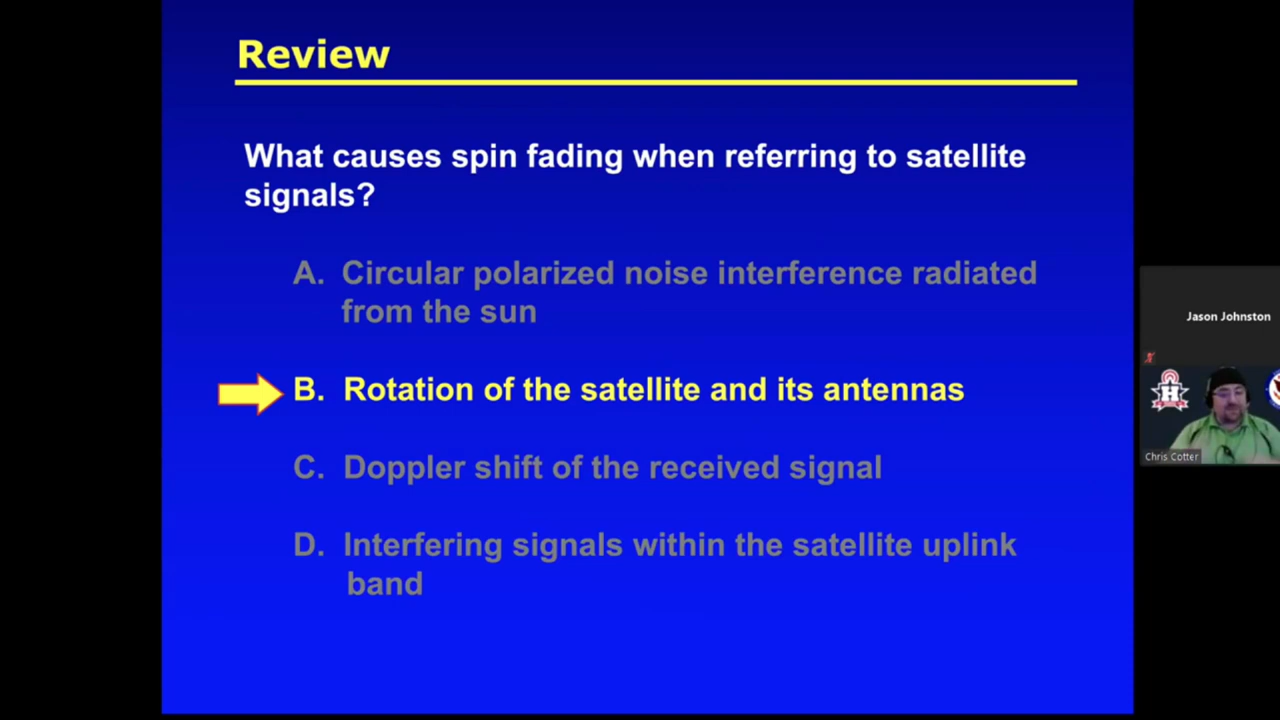 Review
What causes spin fading when referring to satellite
signals?
A. Circular polarized noise interference radiated
from the sun
B. Rotation of the satellite and its antennas
C. Doppler shift of the received signal
D. Interfering signals within the satellite uplink
band
Jason Johnston
H
Chris Cotter